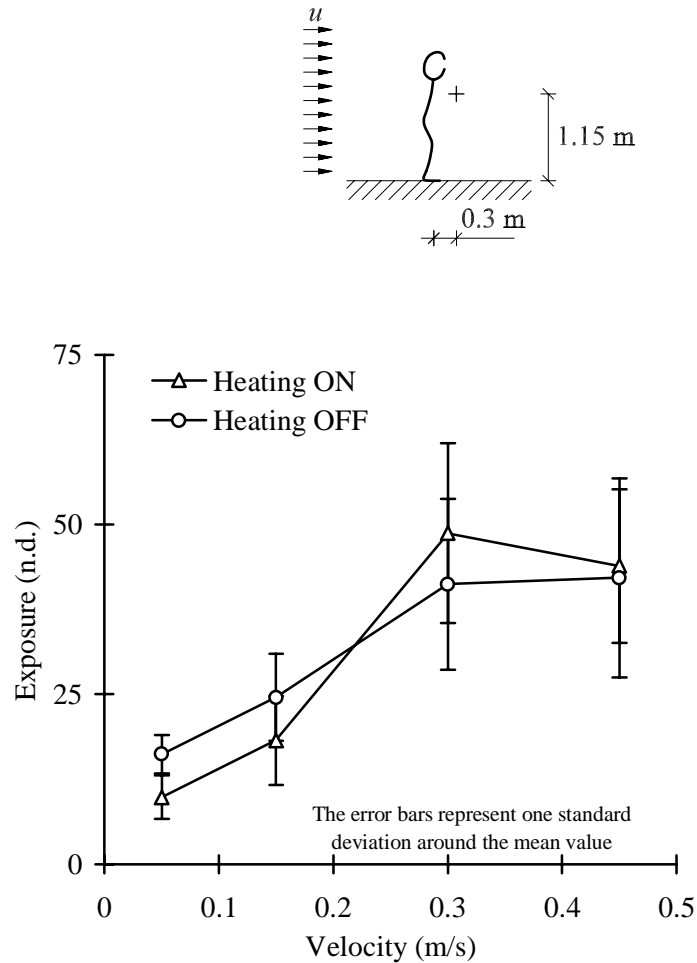 u
1.15 m
0.3 m
75
Heating ON
Heating OFF
50
Exposure (n.d.)
25
The error bars represent one standard
deviation around the mean value
0
0 0.1 0.2 0.3 0.4 0.5
Velocity (m/s)